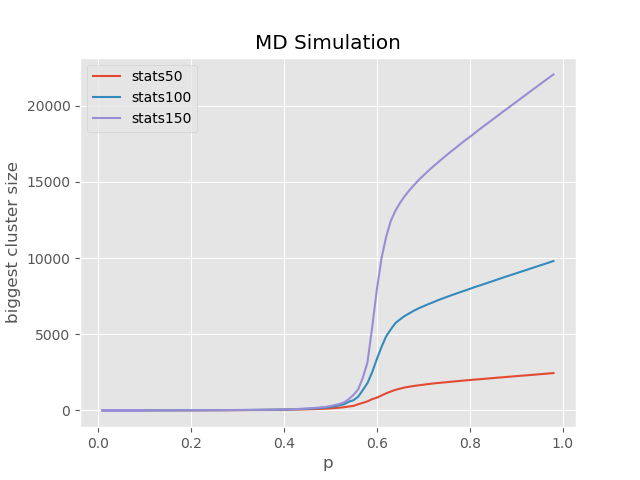 MD Simulation
stats50
stats100
stats150
20000
15000
10000
5000
0
biggest cluster size
0.0 0.2 0.4 0.6 0.8 1.0
p